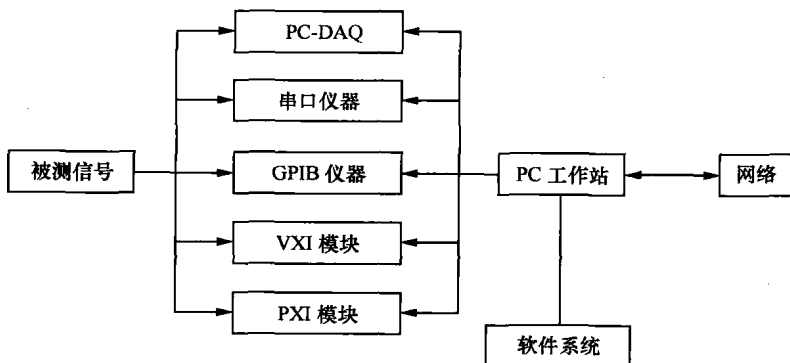 PC-DAQ
串口仪器
被测信号
GPIB 仪器
PC 工作站
网络
VXI 模块
PXI 模块
软件系统